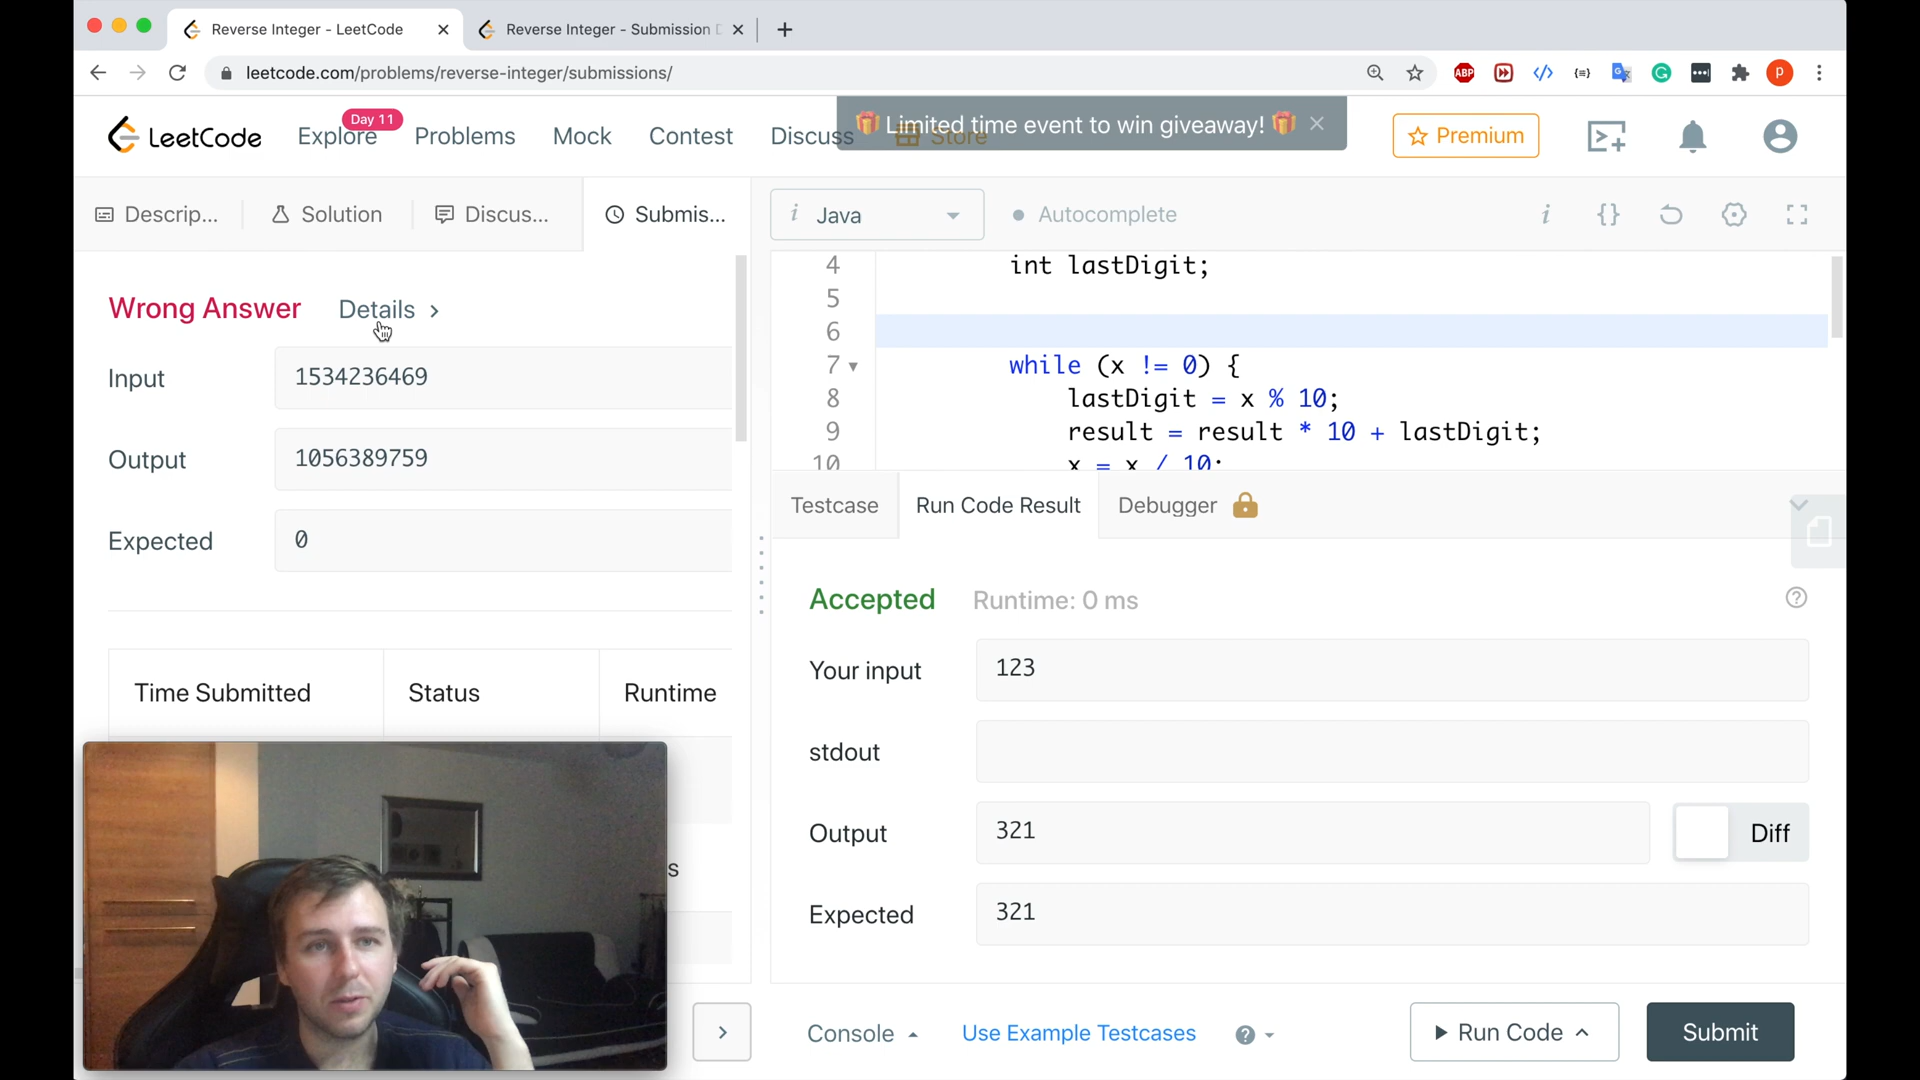 Reverse Integer - LeetCode
Reverse Integer - Submission D
leetcode.com/problems/reverse-integer/submissions/
ABP
P
LeetCode
Explore
Day 11
Problems
Mock
Contest
Discuss
Store
🎁 Limited time event to win giveaway! 🎁
Premium
Descrip...
Solution
Discus...
Submis...
i Java
Autocomplete
Wrong Answer
Details >
Input
1534236469
Output
1056389759
Expected
0
Time Submitted
Status
Runtime
s
4 int lastDigit;
5
6
7 while (x != 0) {
8 lastDigit = x % 10;
9 result = result * 10 + lastDigit;
10 x = x / 10;
Testcase
Run Code Result
Debugger
Accepted
Runtime: 0 ms
Your input
123
stdout
Output
321
Diff
Expected
321
Console
Use Example Testcases
Run Code
Submit